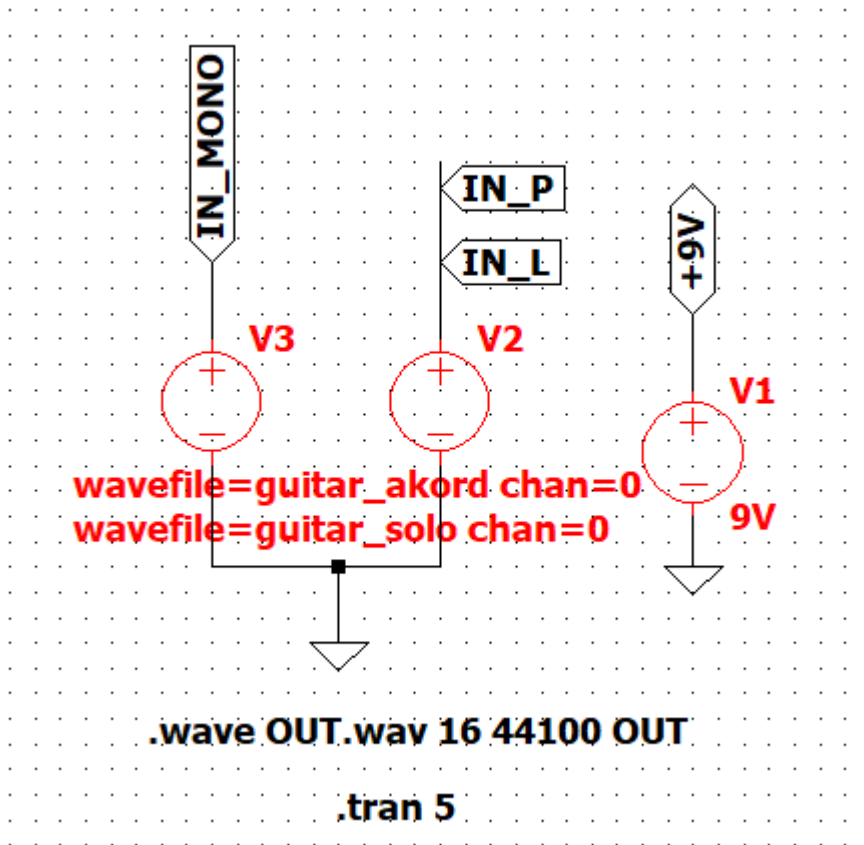 IN_MONO
IN_P
IN_L
+9V
V3
V2
V1
wavefile=guitar_akord chan=0
wavefile=guitar_solo chan=0
9V
.wave OUT.wav 16 44100 OUT
.tran 5